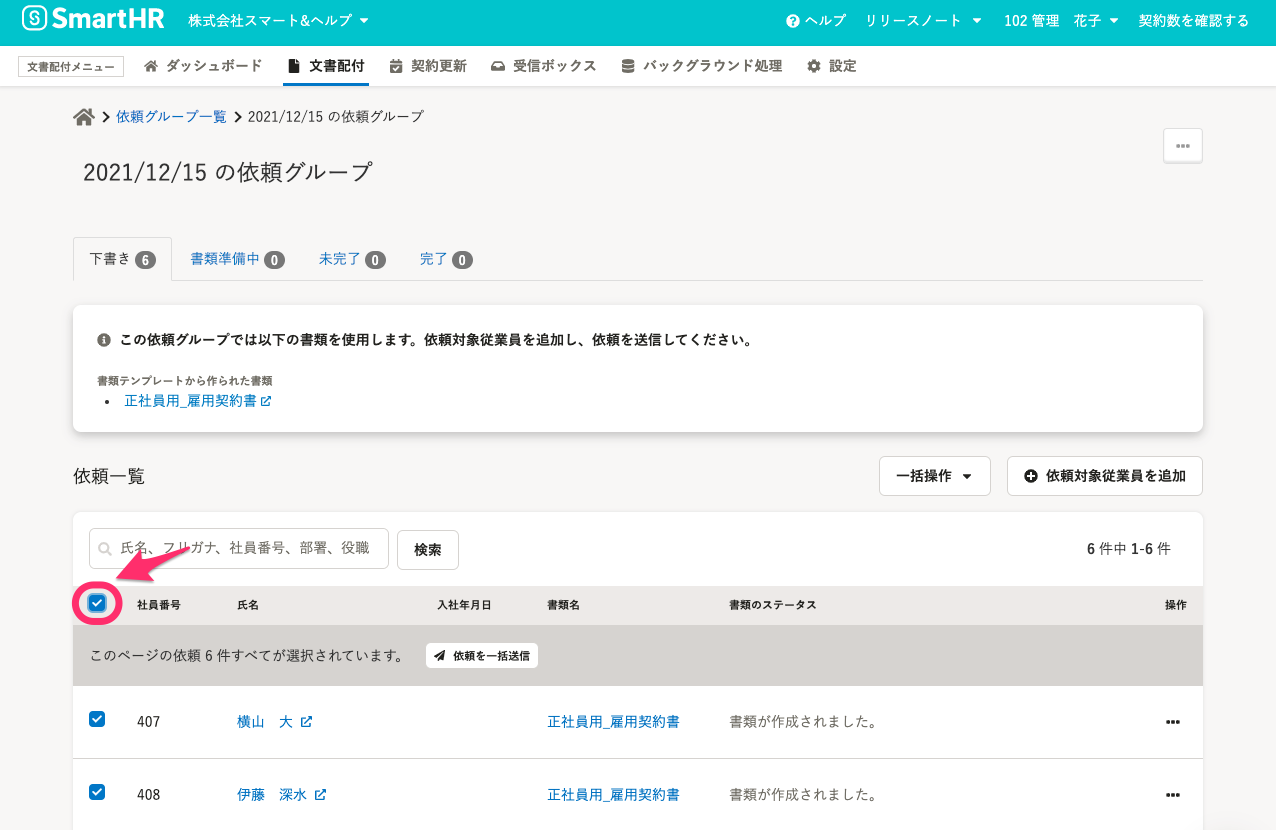 SmartHR 株式会社スマート&ヘルプ ヘルプ リリースノート 102 管理 花子 契約数を確認する
文書配付メニュー ダッシュボード 文書配付 契約更新 受信ボックス バックグラウンド処理 設定
依頼グループ一覧 2021/12/15 の依頼グループ
2021/12/15 の依頼グループ
下書き 6 書類準備中 0 未完了 0 完了 0
この依頼グループでは以下の書類を使用します。依頼対象従業員を追加し、依頼を送信してください。
書類テンプレートから作られた書類
• 正社員用_雇用契約書
依頼一覧 一括操作 依頼対象従業員を追加
氏名、フリガナ、社員番号、部署、役職 検索 6 件中 1-6 件
社員番号 氏名 入社年月日 書類名 書類のステータス 操作
このページの依頼 6 件すべてが選択されています。 依頼を一括送信
407 横山 大 正社員用_雇用契約書 書類が作成されました。
408 伊藤 深水 正社員用_雇用契約書 書類が作成されました。